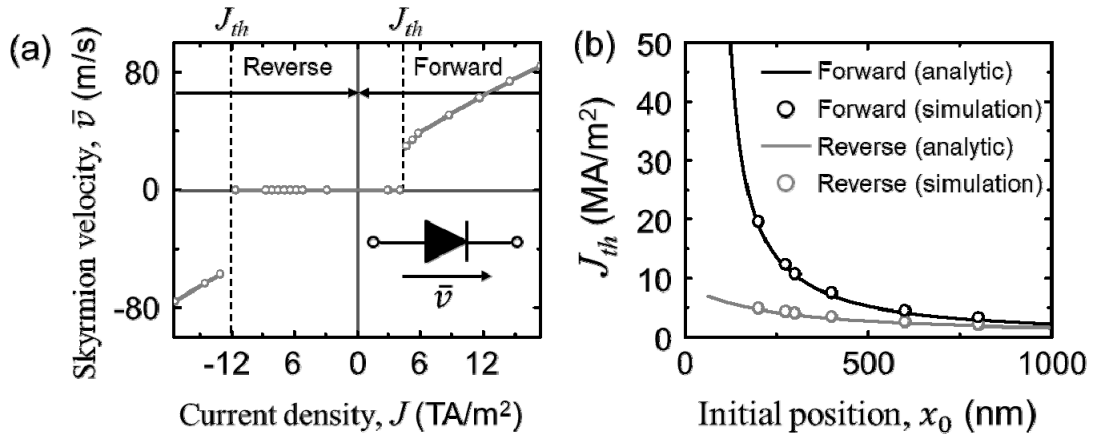 (a)
J_th
J_th
Reverse
Forward
Skyrmion velocity, v̄ (m/s)
80
0
-80
v̄
-12
6
0
6
12
Current density, J (TA/m²)
(b)
J_th (MA/m²)
50
40
30
20
10
0
Forward (analytic)
Forward (simulation)
Reverse (analytic)
Reverse (simulation)
0
500
1000
Initial position, x₀ (nm)